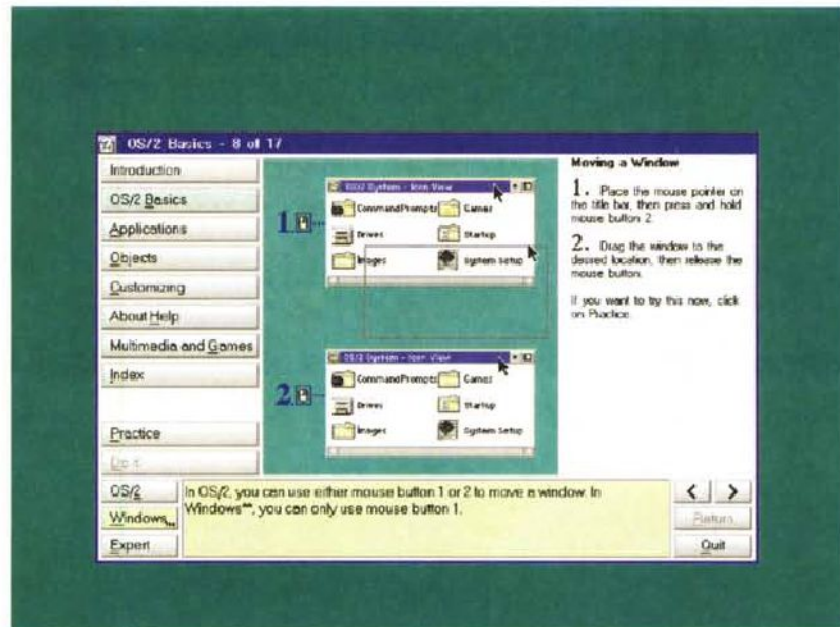 OS/2 Basics - 8 of 17
Introduction
OS/2 Basics
Applications
Objects
Customizing
About Help
Multimedia and Games
Index
Practice
Do it
OS/2
Windows
Expert
1
OS/2 System - Icon View
CommandPrompts
Games
Drives
Startup
Images
System Setup
2
OS/2 System - Icon View
CommandPrompts
Games
Drives
Startup
Images
System Setup
Moving a Window
1. Place the mouse pointer on
the title bar, then press and hold
mouse button 2.
2. Drag the window to the
desired location, then release the
mouse button.
If you want to try this now, click
on Practice.
In OS/2, you can use either mouse button 1 or 2 to move a window. In
Windows**, you can only use mouse button 1.
Return
Quit